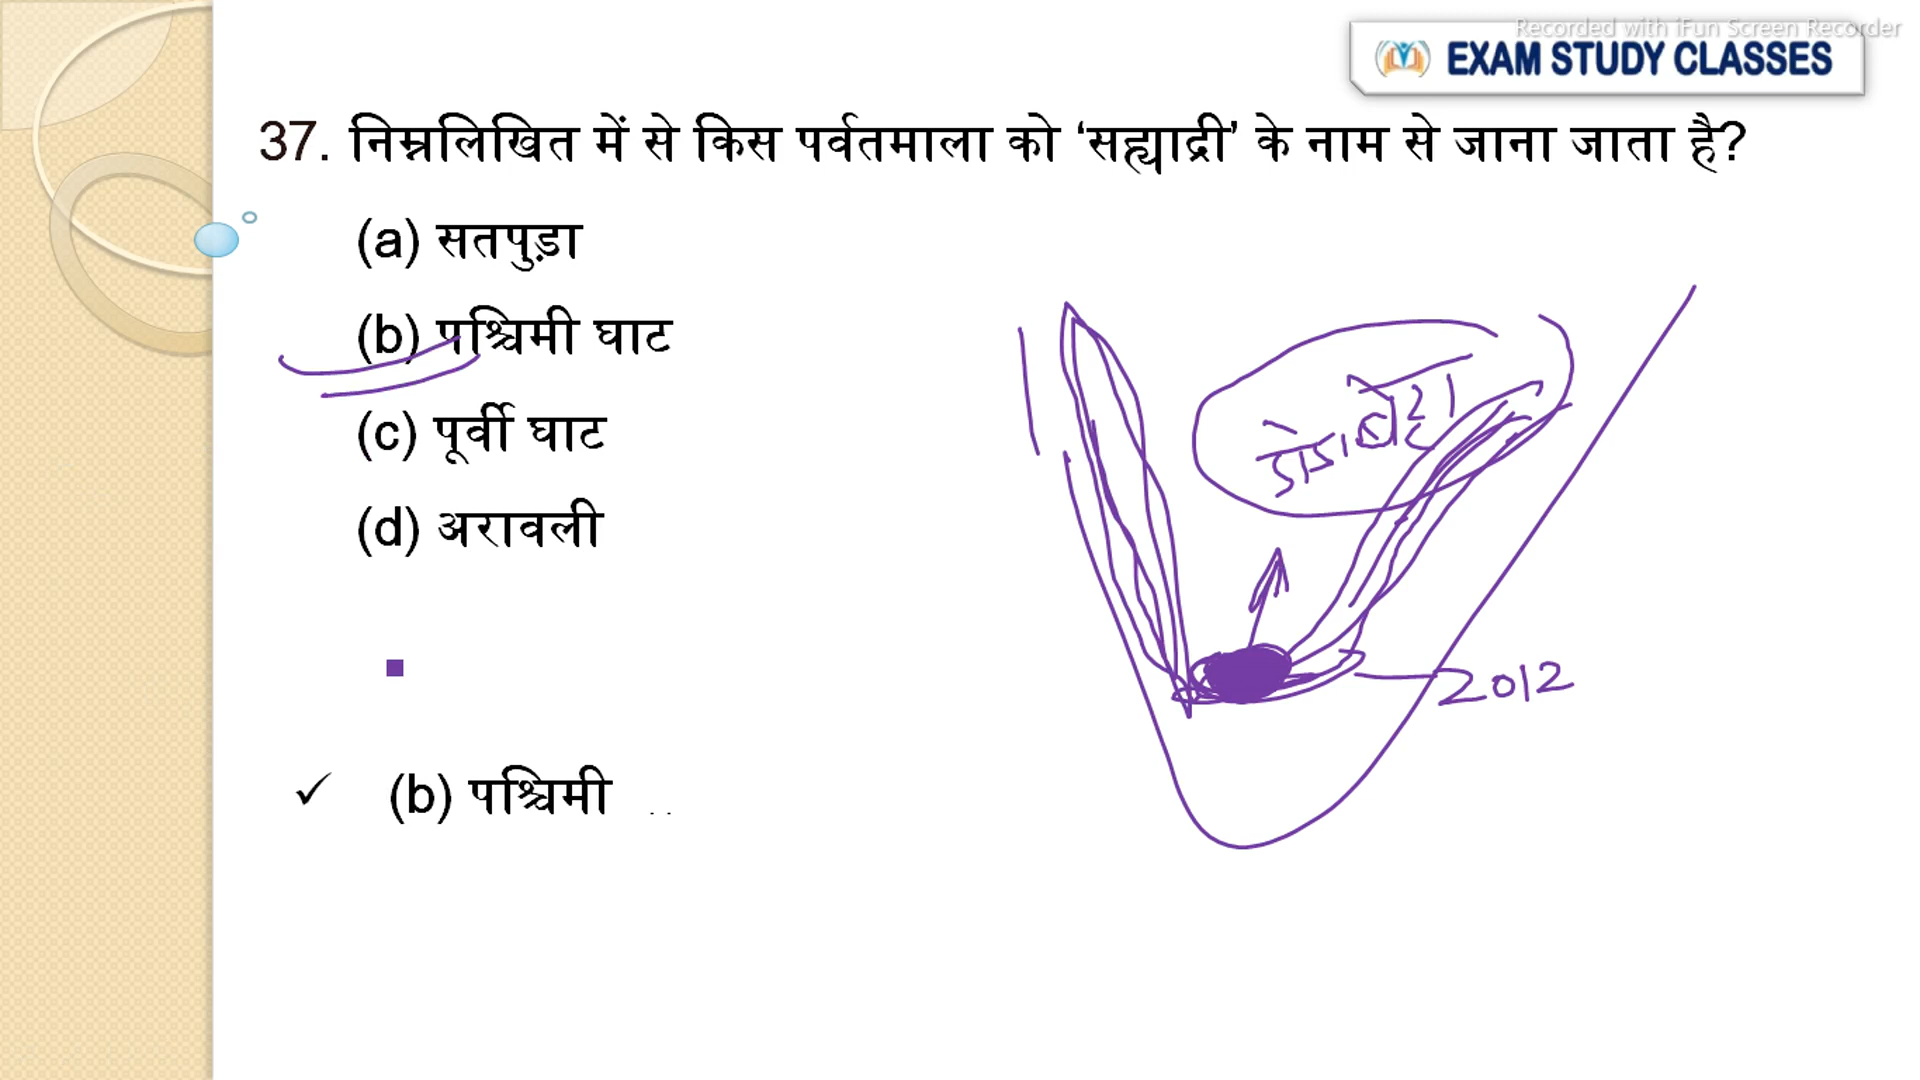 Recorded with iFun Screen Recorder
EXAM STUDY CLASSES
37. निम्नलिखित में से किस पर्वतमाला को ‘सह्याद्री’ के नाम से जाना जाता है?
(a) सतपुड़ा
(b) पश्चिमी घाट
(c) पूर्वी घाट
(d) अरावली
डोडाबेटा
2012
✓ (b) पश्चिमी